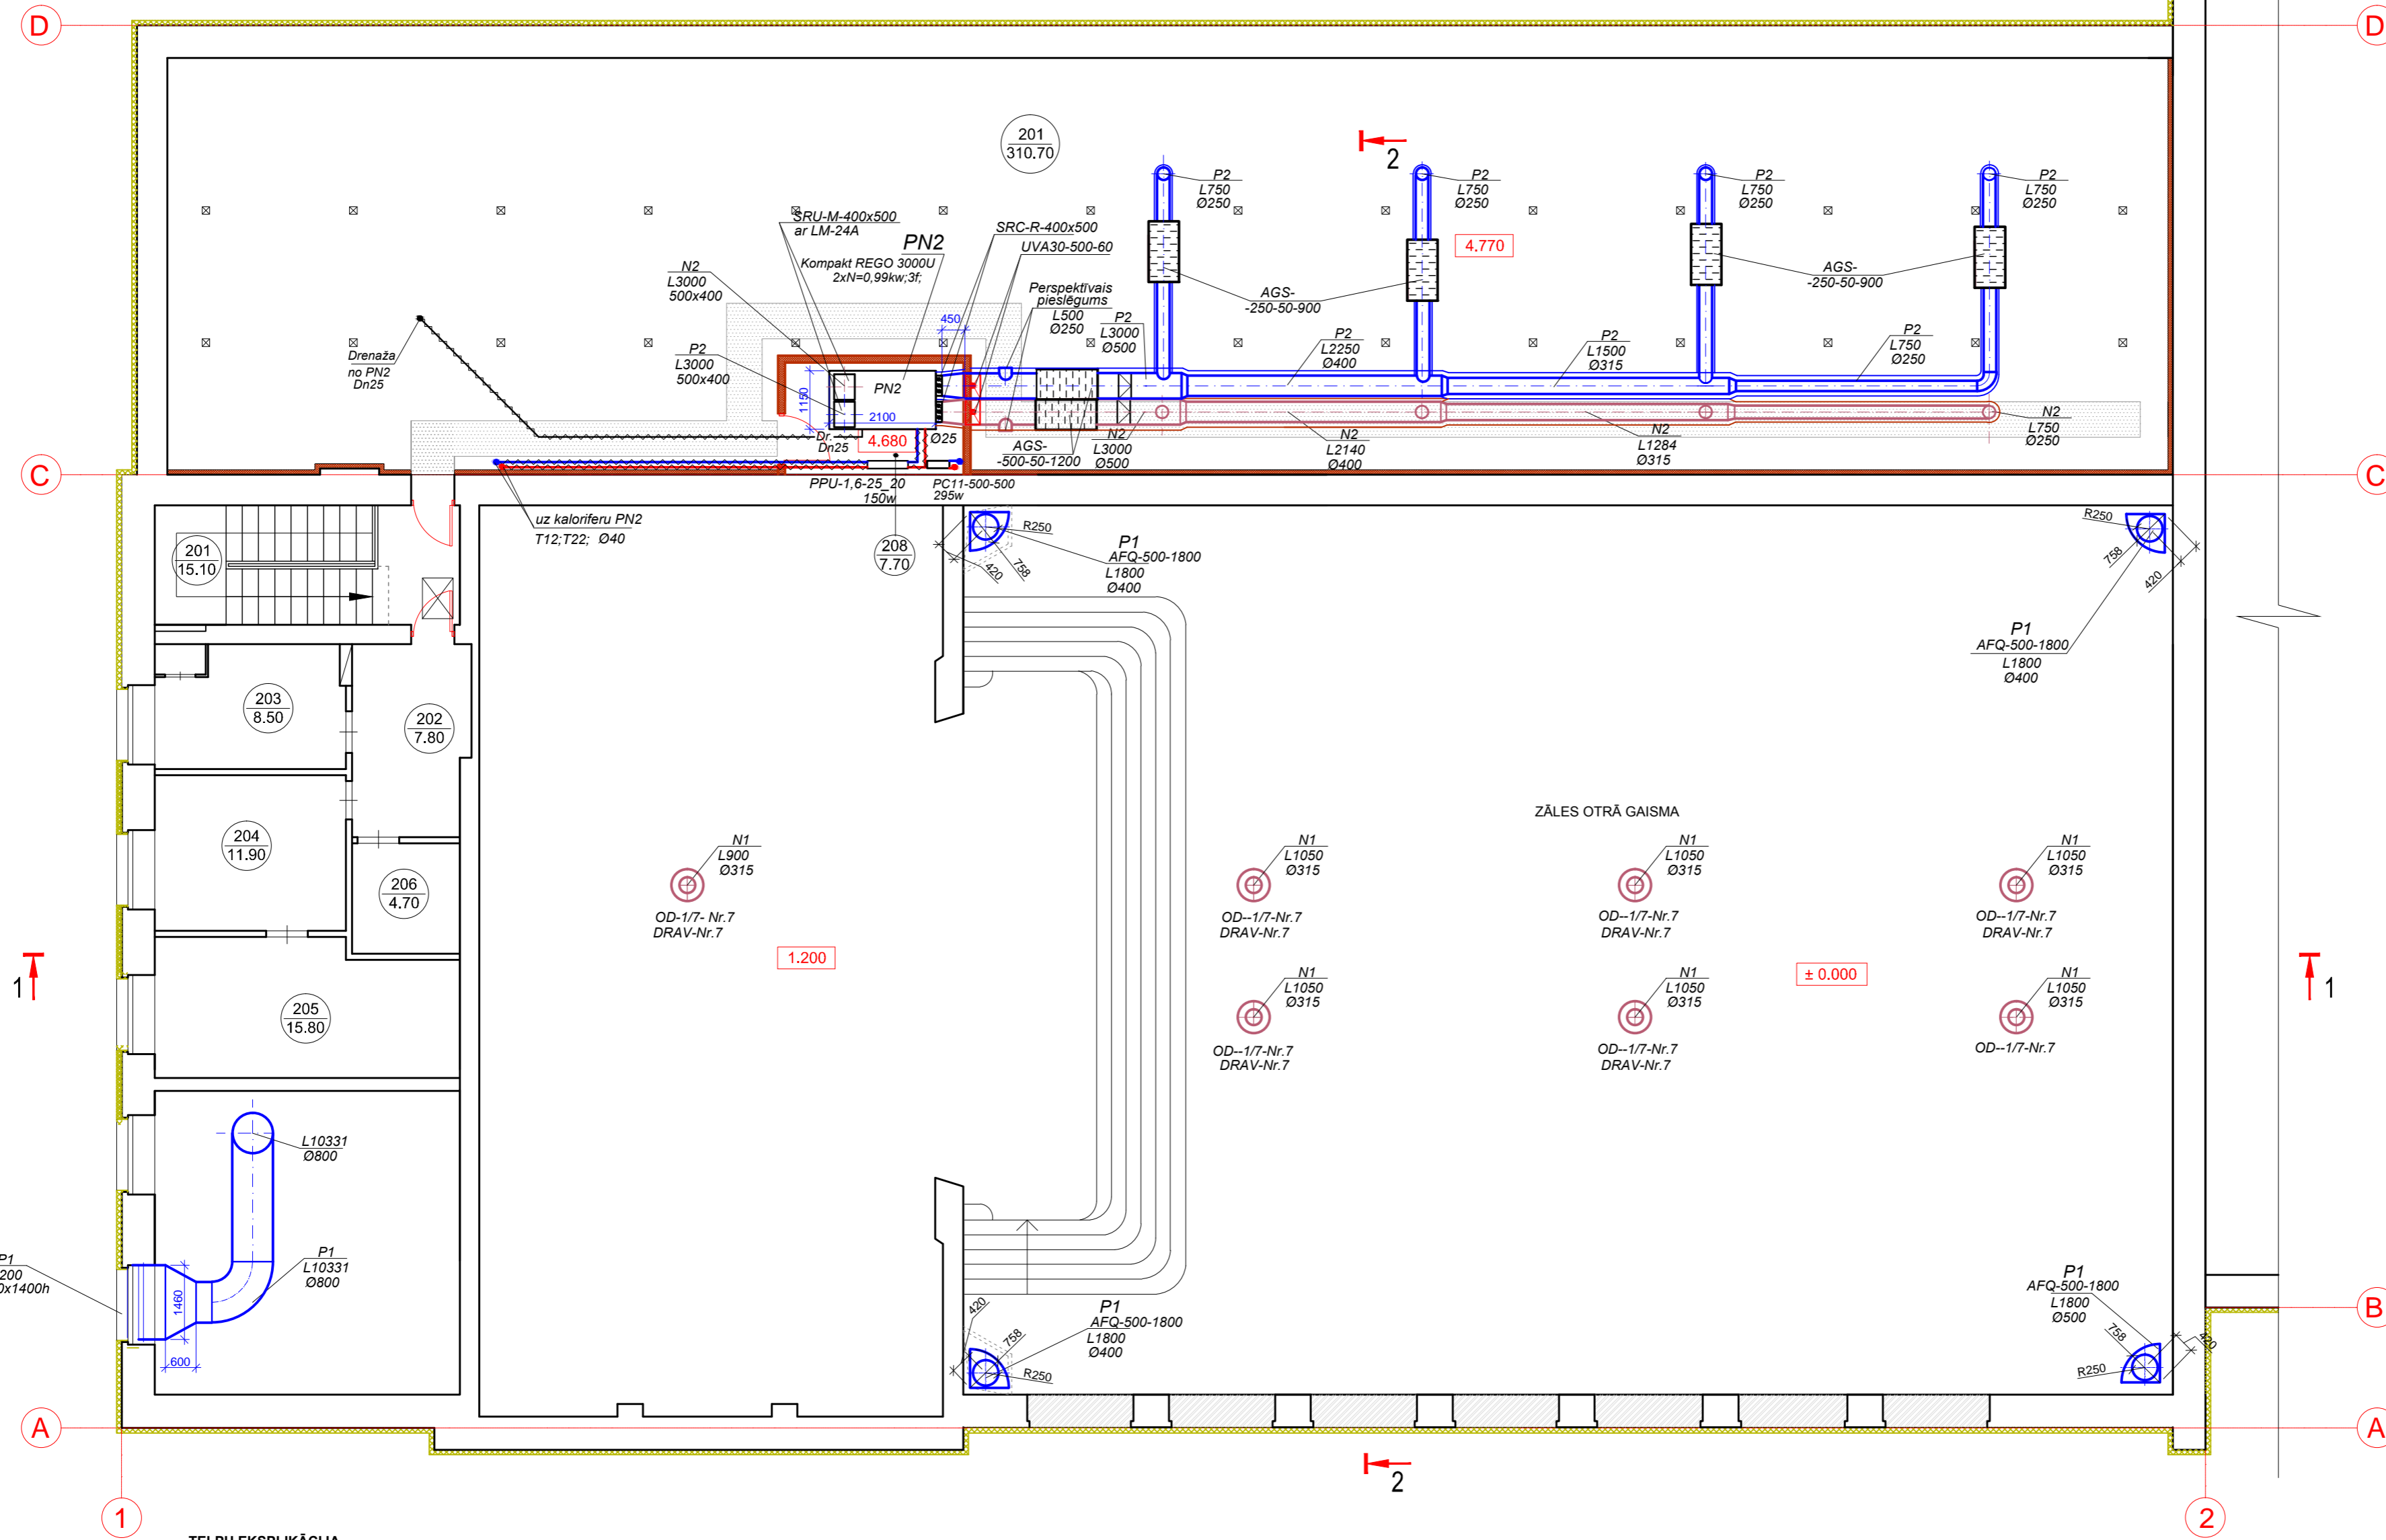 D
D
201
310.70
2
P2
L750
Ø250
P2
L750
Ø250
P2
L750
Ø250
P2
L750
Ø250
SRU-M-400x500
ar LM-24A
PN2
Kompakt REGO 3000U
2xN=0,99kw;3f;
SRC-R-400x500
UVA30-500-60
4.770
N2
L3000
500x400
Perspektīvais
pieslēgums
L500
Ø250
AGS-
-250-50-900
AGS-
-250-50-900
450
P2
L3000
Ø500
P2
L2250
Ø400
P2
L1500
Ø315
P2
L750
Ø250
Drenaža
no PN2
Dn25
P2
L3000
500x400
PN2
1150
2100
Dr.
Dn25
4.680
Ø25
AGS-
-500-50-1200
N2
L3000
Ø500
N2
L2140
Ø400
N2
L1284
Ø315
N2
L750
Ø250
C
C
PPU-1,6-25_20
150w
PC11-500-500
295w
uz kaloriferu PN2
T12;T22; Ø40
201
15.10
208
7.70
R250
420
758
P1
AFQ-500-1800
L1800
Ø400
R250
758
420
P1
AFQ-500-1800
L1800
Ø400
203
8.50
202
7.80
204
11.90
206
4.70
205
15.80
ZĀLES OTRĀ GAISMA
N1
L900
Ø315
OD-1/7- Nr.7
DRAV-Nr.7
N1
L1050
Ø315
OD--1/7-Nr.7
DRAV-Nr.7
N1
L1050
Ø315
OD--1/7-Nr.7
DRAV-Nr.7
N1
L1050
Ø315
OD--1/7-Nr.7
DRAV-Nr.7
1.200
± 0.000
1
1
N1
L1050
Ø315
OD--1/7-Nr.7
DRAV-Nr.7
N1
L1050
Ø315
OD--1/7-Nr.7
DRAV-Nr.7
N1
L1050
Ø315
OD--1/7-Nr.7
L10331
Ø800
P1
L10331
Ø800
P1
200
0x1400h
1460
600
420
758
R250
P1
AFQ-500-1800
L1800
Ø400
P1
AFQ-500-1800
L1800
Ø500
758
420
R250
B
A
A
2
1
2
TELPU EKSPLIKĀCIJA